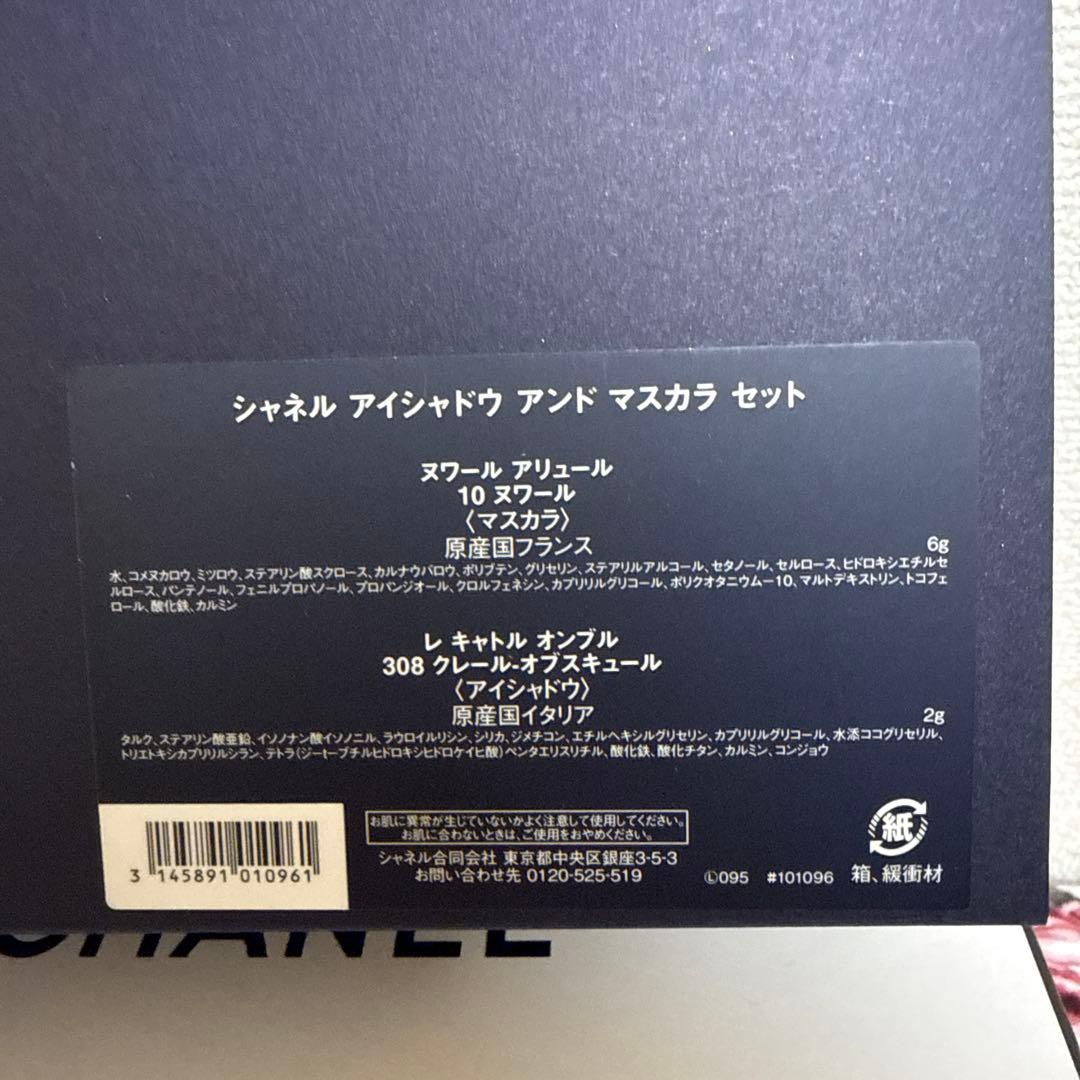 シャネル アイシャドウ アンド マスカラ セット
ヌワール アリュール
10 ヌワール
〈マスカラ〉
原産国フランス
6g
水、コメヌカロウ、ミツロウ、ステアリン酸スクロース、カルナウバロウ、ポリブテン、グリセリン、ステアリルアルコール、セタノール、セルロース、ヒドロキシエチルセ
ルロース、パンテノール、フェニルプロパノール、プロパンジオール、クロルフェネシン、カプリリルグリコール、ポリクオタニウム－10、マルトデキストリン、トコフェ
ロール、酸化鉄、カルミン
レ キャトル オンブル
308 クレール-オブスキュール
〈アイシャドウ〉
原産国イタリア
2g
タルク、ステアリン酸亜鉛、イソノナン酸イソノニル、ラウロイルリシン、シリカ、ジメチコン、エチルヘキシルグリセリン、カプリリルグリコール、水添ココグリセリル、
トリエトキシカプリリルシラン、テトラ(ジ－t－ブチルヒドロキシヒドロケイヒ酸)ペンタエリスリチル、酸化鉄、酸化チタン、カルミン、コンジョウ
お肌に異常が生じていないかよく注意して使用してください。
お肌に合わないときは、ご使用をおやめください。
シャネル合同会社 東京都中央区銀座3-5-3
お問い合わせ先 0120-525-519
Ⓛ095 #101096
紙
箱、緩衝材
3 145891 010961
CHANEL